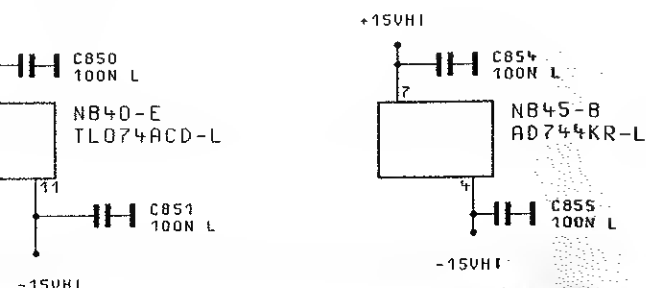 C850
100N L
NB40-E
TL074ACD-L
11
C851
100N L
-15VHI
+15VHI
C854
100N L
7
NB45-B
AD744KR-L
4
C855
100N L
-15VHI